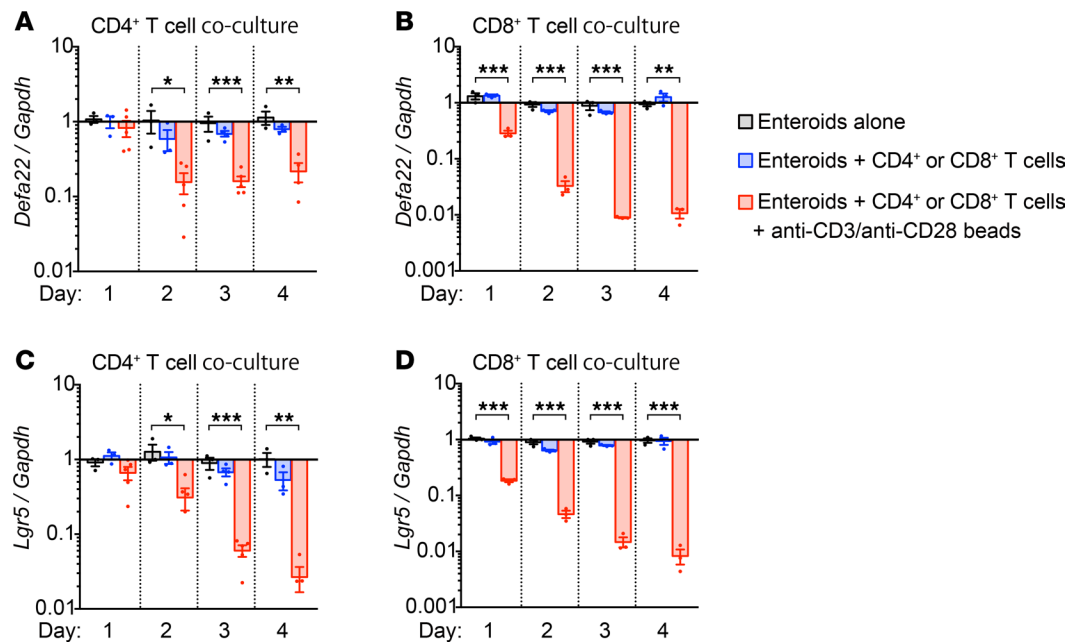 A
CD4+ T cell co-culture
Defa22 / Gapdh
10
1
0.1
0.01
* *** **
Day: 1 2 3 4
B
CD8+ T cell co-culture
Defa22 / Gapdh
10
1
0.1
0.01
0.001
*** *** *** **
Day: 1 2 3 4
Enteroids alone
Enteroids + CD4+ or CD8+ T cells
Enteroids + CD4+ or CD8+ T cells
+ anti-CD3/anti-CD28 beads
C
CD4+ T cell co-culture
Lgr5 / Gapdh
10
1
0.1
0.01
* *** **
Day: 1 2 3 4
D
CD8+ T cell co-culture
Lgr5 / Gapdh
10
1
0.1
0.01
0.001
*** *** *** ***
Day: 1 2 3 4